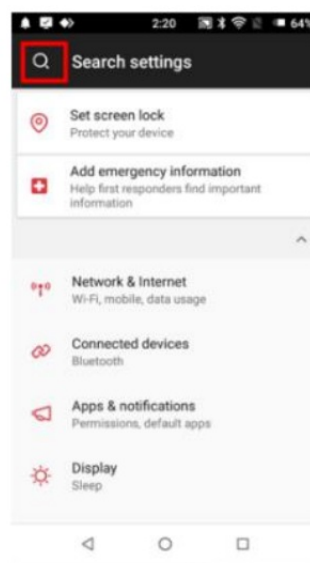 2:20 64%
Search settings
Set screen lock
Protect your device
Add emergency information
Help first responders find important
information
Network & Internet
Wi-Fi, mobile, data usage
Connected devices
Bluetooth
Apps & notifications
Permissions, default apps
Display
Sleep